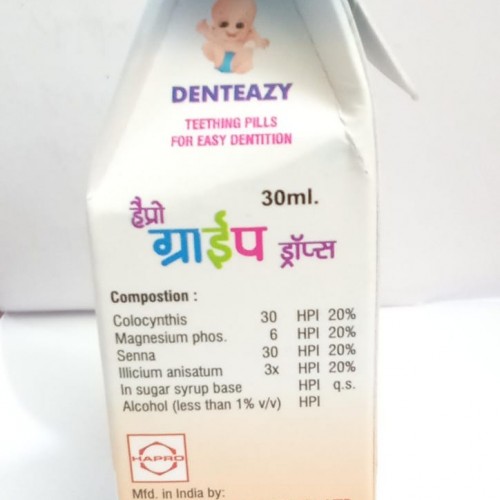 DENTEAZY
TEETHING PILLS
FOR EASY DENTITION
30ml.
हैप्रो
ग्राईप ड्रॉप्स
Compostion :
Colocynthis 30 HPI 20%
Magnesium phos. 6 HPI 20%
Senna 30 HPI 20%
Illicium anisatum 3x HPI 20%
In sugar syrup base HPI q.s.
Alcohol (less than 1% v/v) HPI
HAPRO
Mfd. in India by: